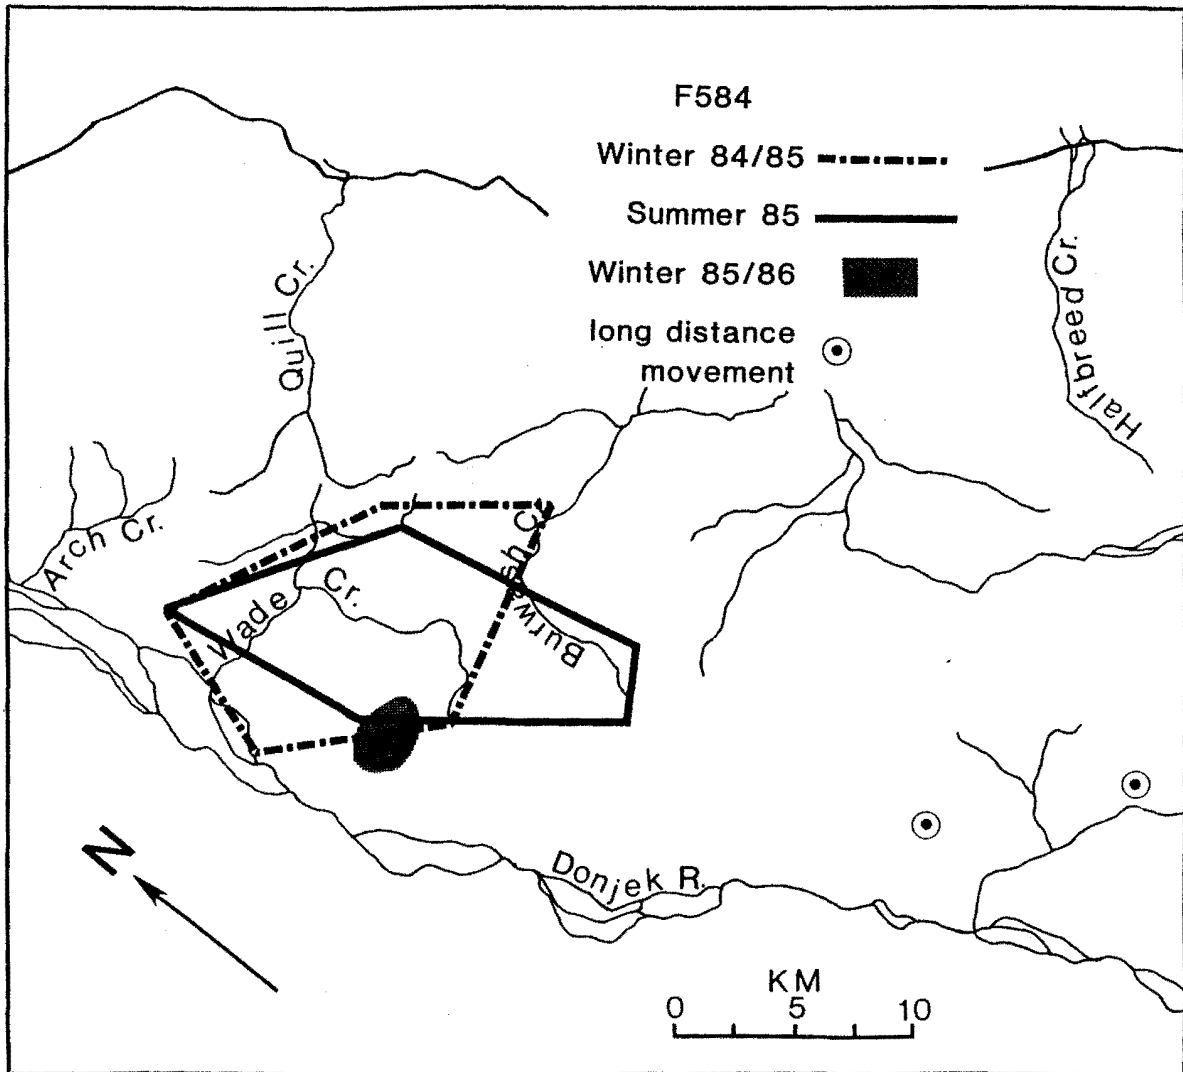 F584
Winter 84/85
Summer 85
Winter 85/86
long distance
movement
Quill Cr.
Halfbreed Cr.
Arch Cr.
Wade Cr.
Burwash Cr.
N
Donjek R.
KM
0 5 10